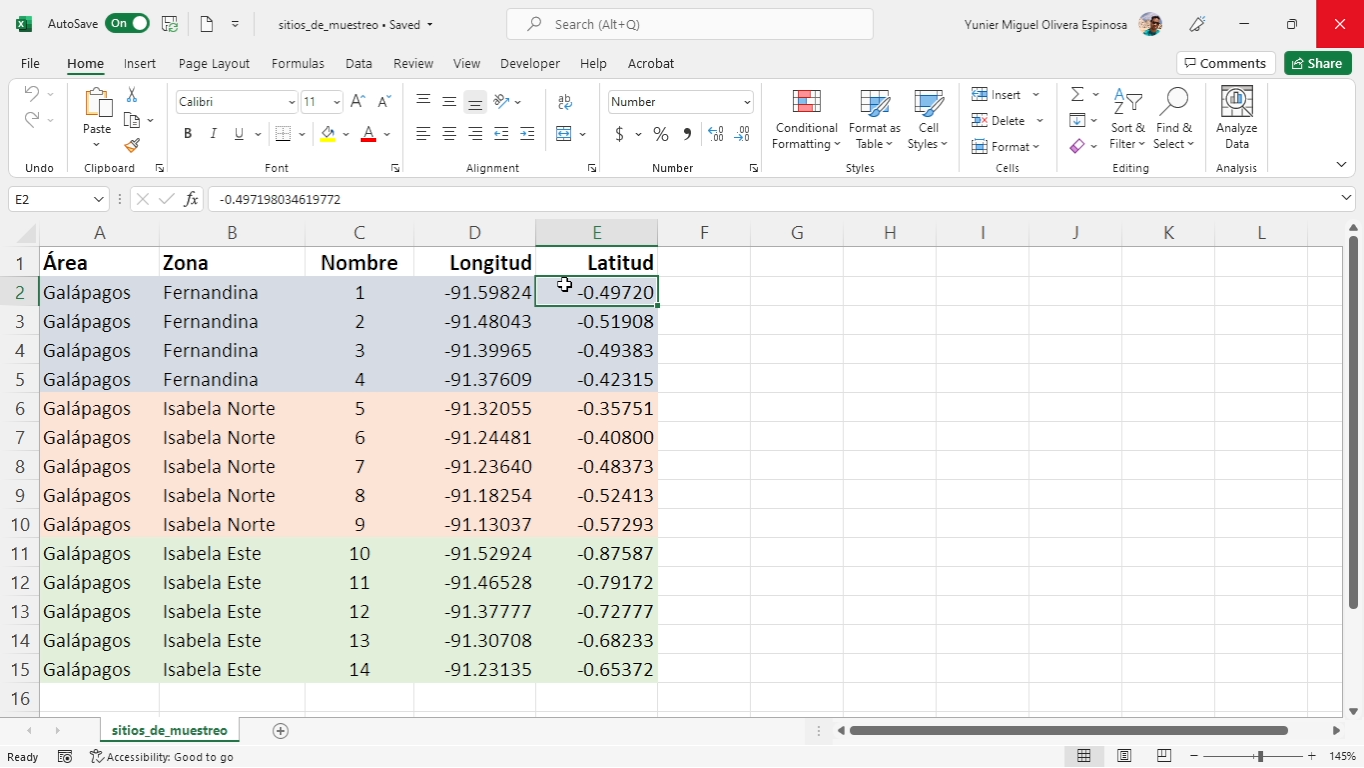 AutoSave On sitios_de_muestreo • Saved Search (Alt+Q) Yunier Miguel Olivera Espinosa
File Home Insert Page Layout Formulas Data Review View Developer Help Acrobat Comments Share
Calibri 11 Number Insert
Paste Conditional Formatting Format as Table Cell Styles Delete Sort & Filter Find & Select Analyze Data
$ % Format
Undo Clipboard Font Alignment Number Styles Cells Editing Analysis
E2 fx -0.497198034619772
A B C D E F G H I J K L
1 Área Zona Nombre Longitud Latitud
2 Galápagos Fernandina 1 -91.59824 -0.49720
3 Galápagos Fernandina 2 -91.48043 -0.51908
4 Galápagos Fernandina 3 -91.39965 -0.49383
5 Galápagos Fernandina 4 -91.37609 -0.42315
6 Galápagos Isabela Norte 5 -91.32055 -0.35751
7 Galápagos Isabela Norte 6 -91.24481 -0.40800
8 Galápagos Isabela Norte 7 -91.23640 -0.48373
9 Galápagos Isabela Norte 8 -91.18254 -0.52413
10 Galápagos Isabela Norte 9 -91.13037 -0.57293
11 Galápagos Isabela Este 10 -91.52924 -0.87587
12 Galápagos Isabela Este 11 -91.46528 -0.79172
13 Galápagos Isabela Este 12 -91.37777 -0.72777
14 Galápagos Isabela Este 13 -91.30708 -0.68233
15 Galápagos Isabela Este 14 -91.23135 -0.65372
16
sitios_de_muestreo
Ready Accessibility: Good to go 145%